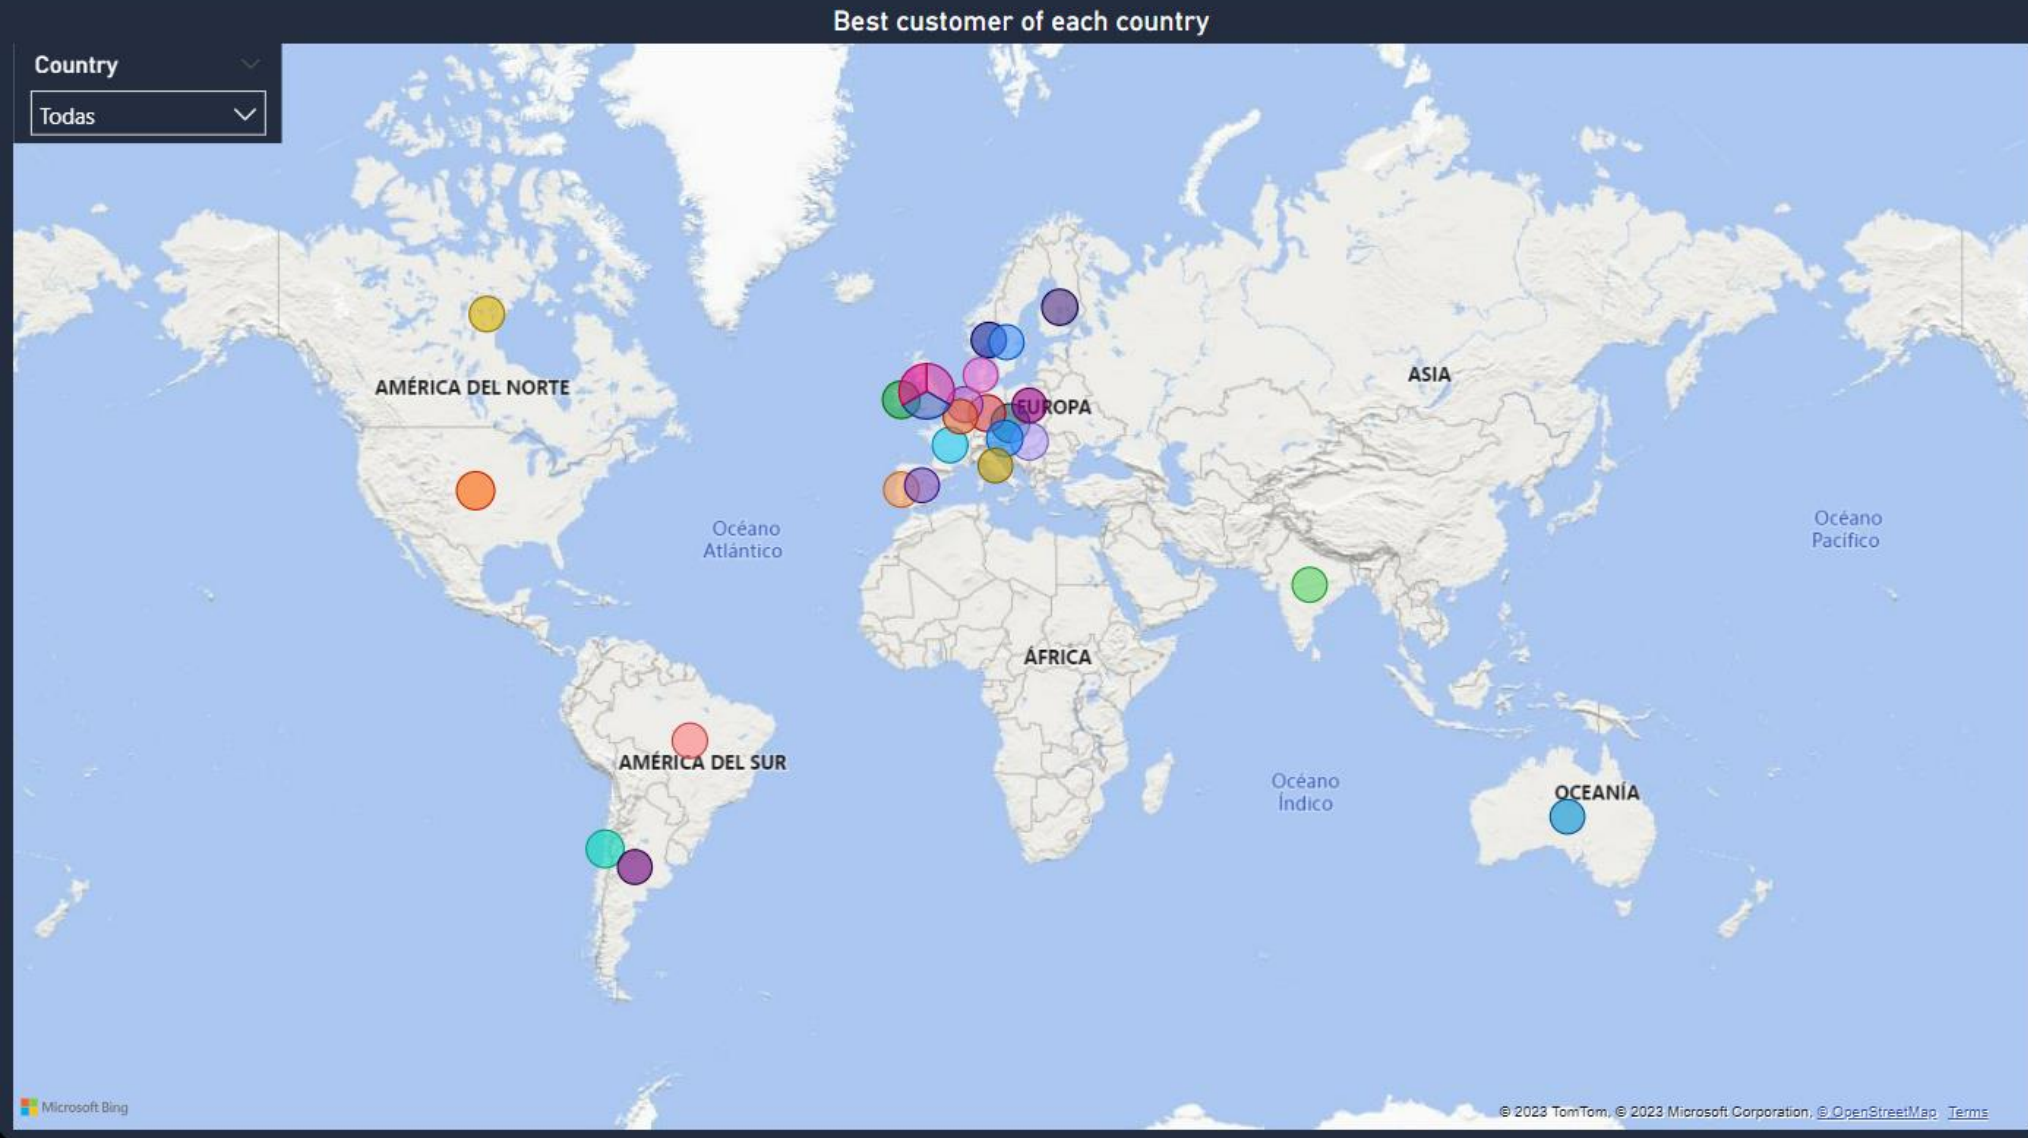 Best customer of each country
Country
Todas
AMÉRICA DEL NORTE
EUROPA
ASIA
Océano
Atlántico
Océano
Pacífico
ÁFRICA
AMÉRICA DEL SUR
Océano
Índico
OCEANÍA
Microsoft Bing
© 2023 TomTom, © 2023 Microsoft Corporation, © OpenStreetMap Terms